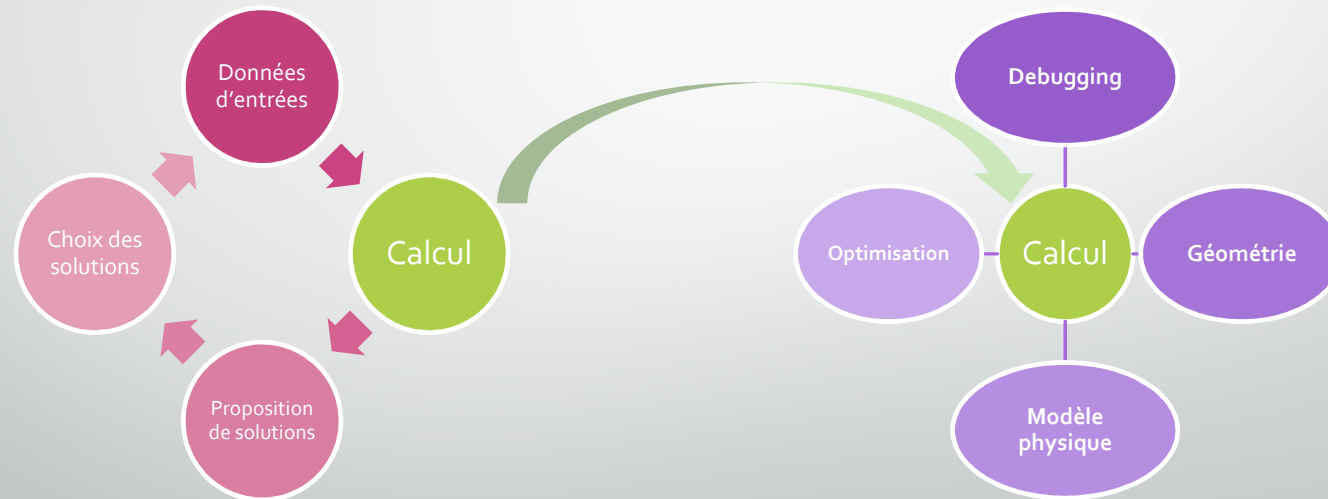 Données
d'entrées
Calcul
Proposition
de solutions
Choix des
solutions
Debugging
Optimisation
Calcul
Géométrie
Modèle
physique